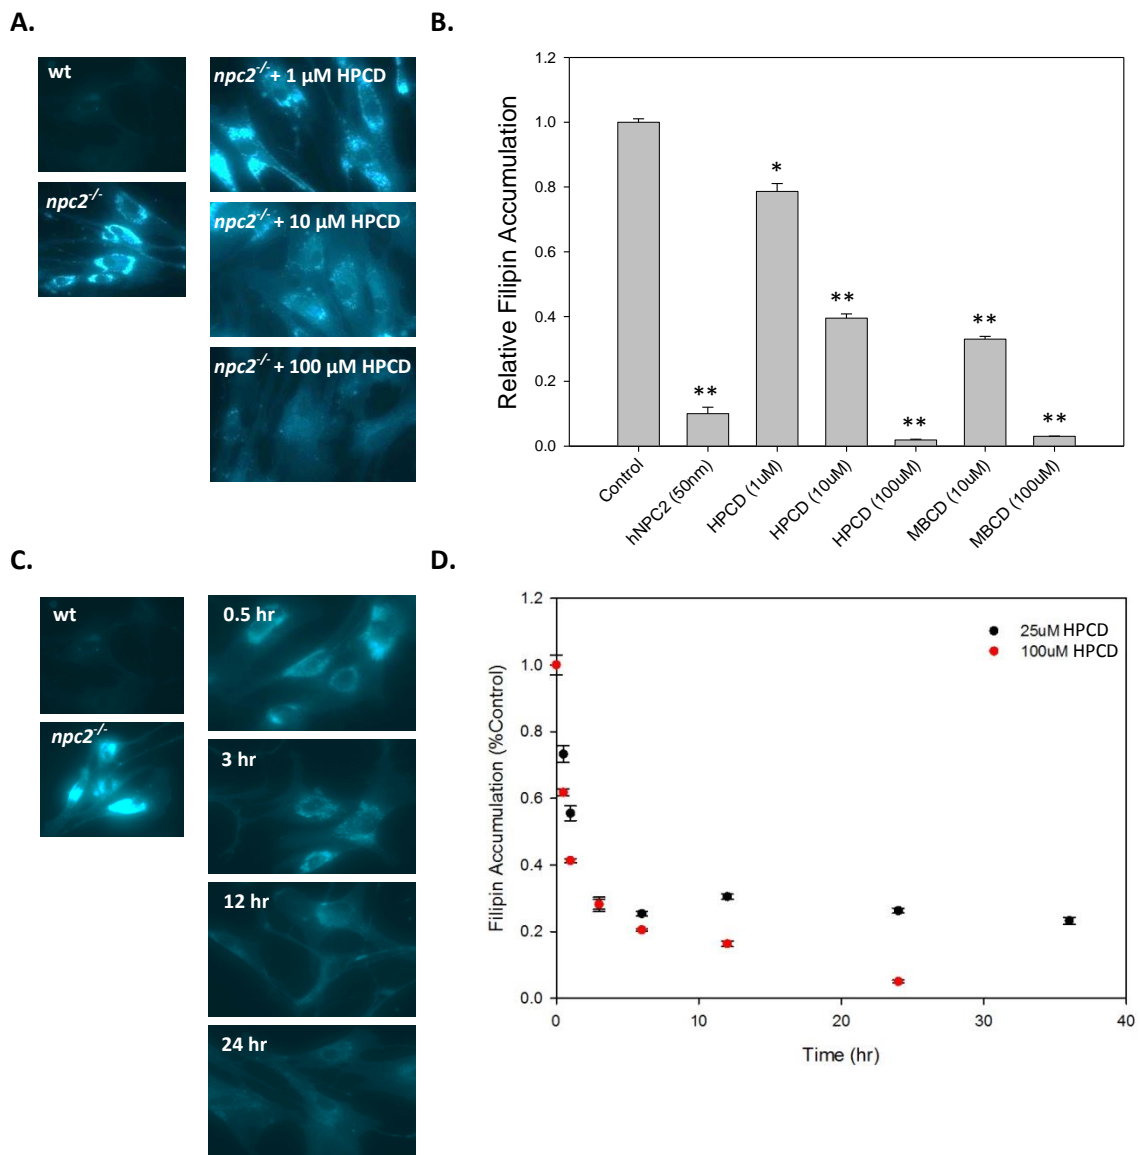 A.
wt
npc2-/-
npc2-/- + 1 µM HPCD
npc2-/- + 10 µM HPCD
npc2-/- + 100 µM HPCD
B.
Relative Filipin Accumulation
1.2
1.0
0.8
0.6
0.4
0.2
0.0
*
**
**
**
**
**
Control
hNPC2 (50nm)
HPCD (1uM)
HPCD (10uM)
HPCD (100uM)
MBCD (10uM)
MBCD (100uM)
C.
wt
npc2-/-
0.5 hr
3 hr
12 hr
24 hr
D.
Filipin Accumulation (%Control)
1.2
1.0
0.8
0.6
0.4
0.2
0.0
25uM HPCD
100uM HPCD
0 10 20 30 40
Time (hr)